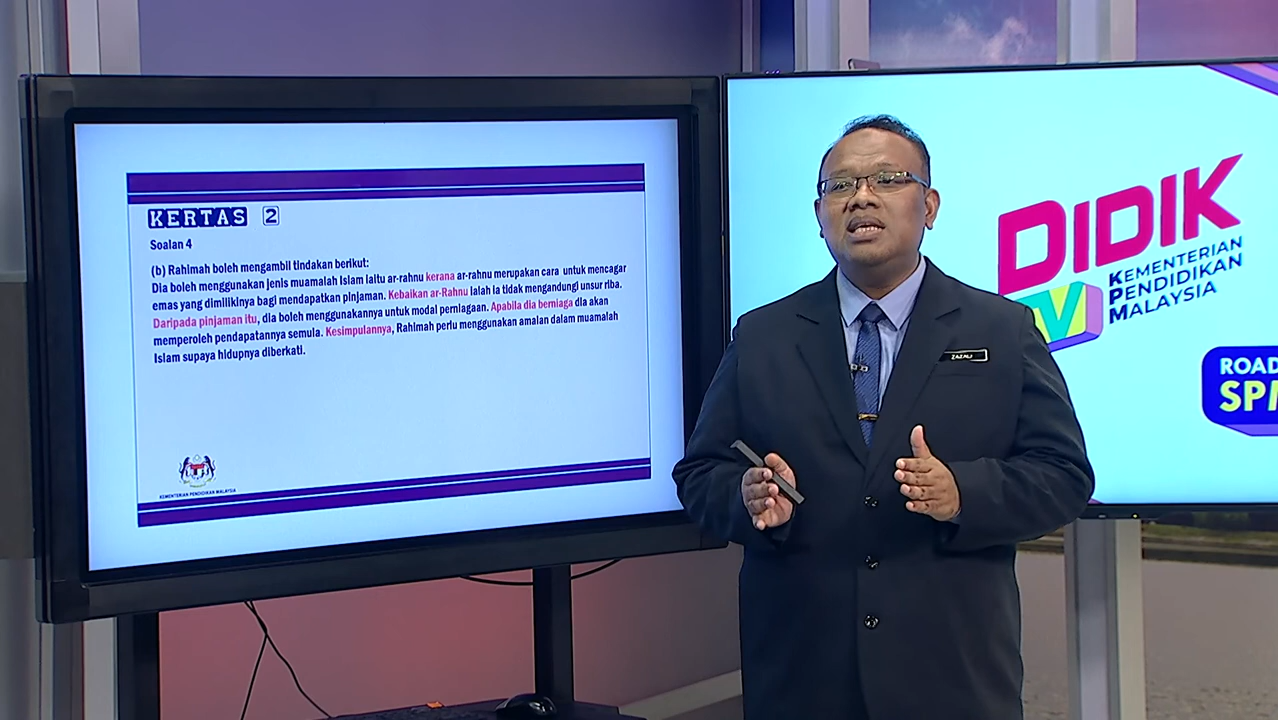 KERTAS 2
Soalan 4
(b) Rahimah boleh mengambil tindakan berikut:
Dia boleh menggunakan jenis muamalah Islam iaitu ar-rahnu kerana ar-rahnu merupakan cara untuk mencagar
emas yang dimilikinya bagi mendapatkan pinjaman. Kebaikan ar-Rahnu ialah ia tidak mengandungi unsur riba.
Daripada pinjaman itu, dia boleh menggunakannya untuk modal perniagaan. Apabila dia berniaga dia akan
memperoleh pendapatannya semula. Kesimpulannya, Rahimah perlu menggunakan amalan dalam muamalah
Islam supaya hidupnya diberkati.
KEMENTERIAN PENDIDIKAN MALAYSIA
ZAZALI
DIDIK
TV
KEMENTERIAN
PENDIDIKAN
MALAYSIA
ROAD
SPM